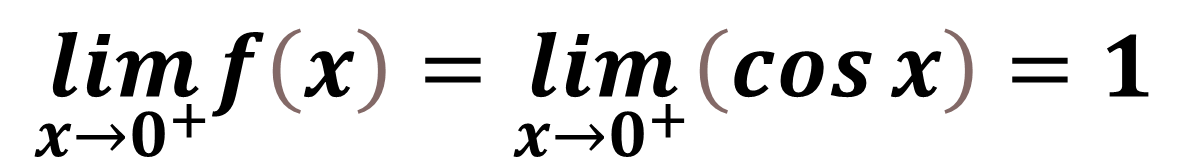 lim f(x) = lim (cos x) = 1
x→0⁺ x→0⁺